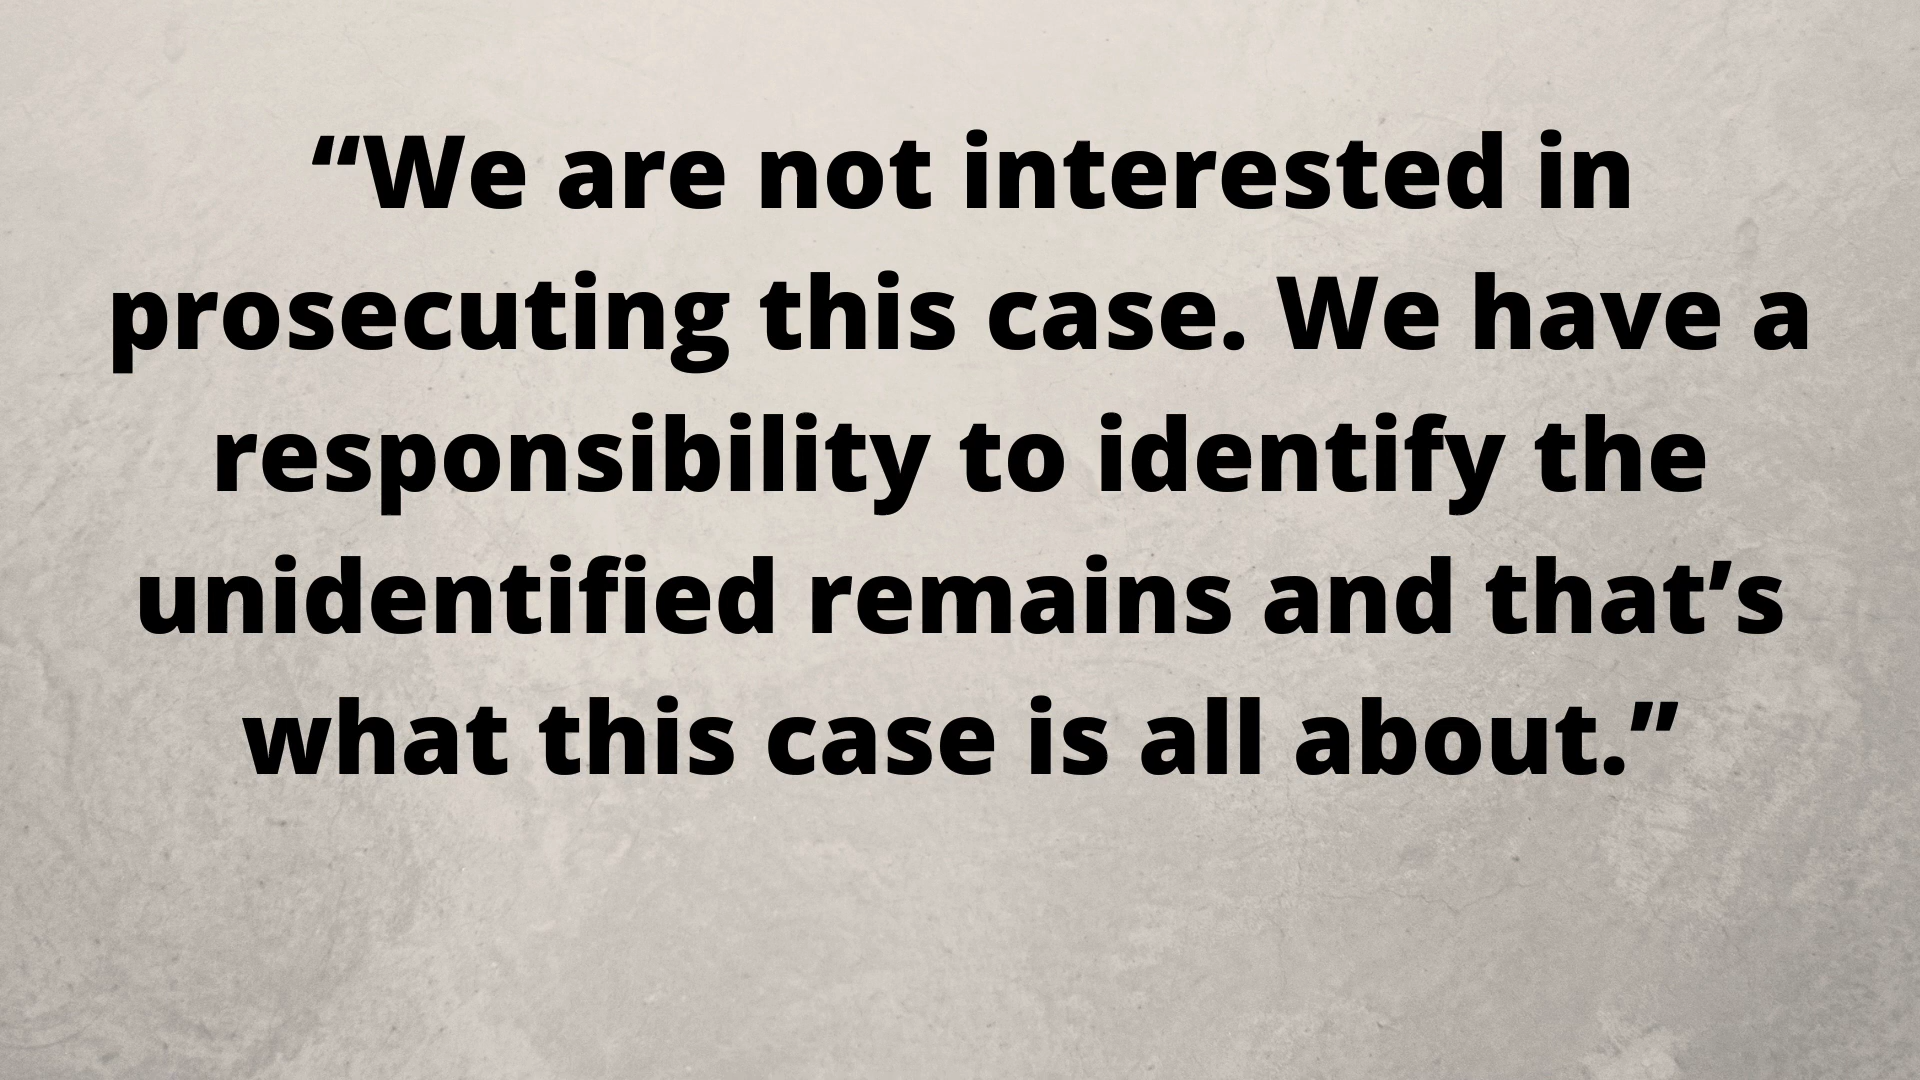 “We are not interested in
prosecuting this case. We have a
responsibility to identify the
unidentified remains and that’s
what this case is all about.”